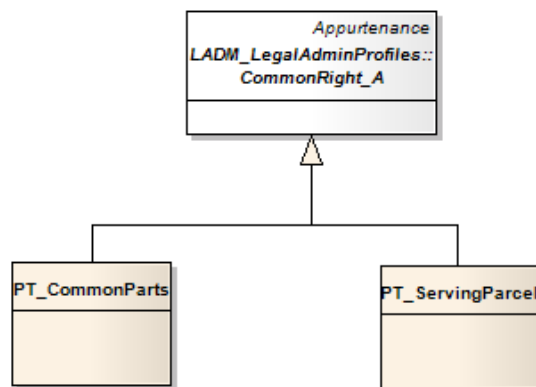 Appurtenance
LADM_LegalAdminProfiles::
CommonRight_A
PT_CommonParts
PT_ServingParcel